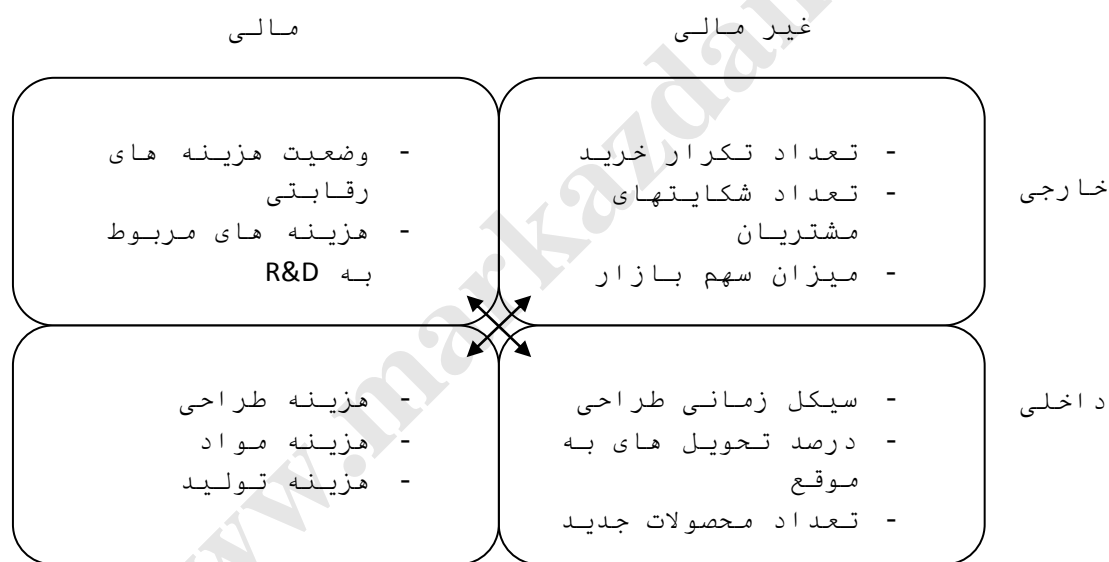 غیر مالی
مالی
خارجی
- تعداد تکرار خرید
- تعداد شکایتهای
مشتریان
- میزان سهم بازار
- وضعیت هزینه های
رقابتی
- هزینه های مربوط
به R&D
داخلی
- سیکل زمانی طراحی
- درصد تحویل های به
موقع
- تعداد محصولات جدید
- هزینه طراحی
- هزینه مواد
- هزینه تولید